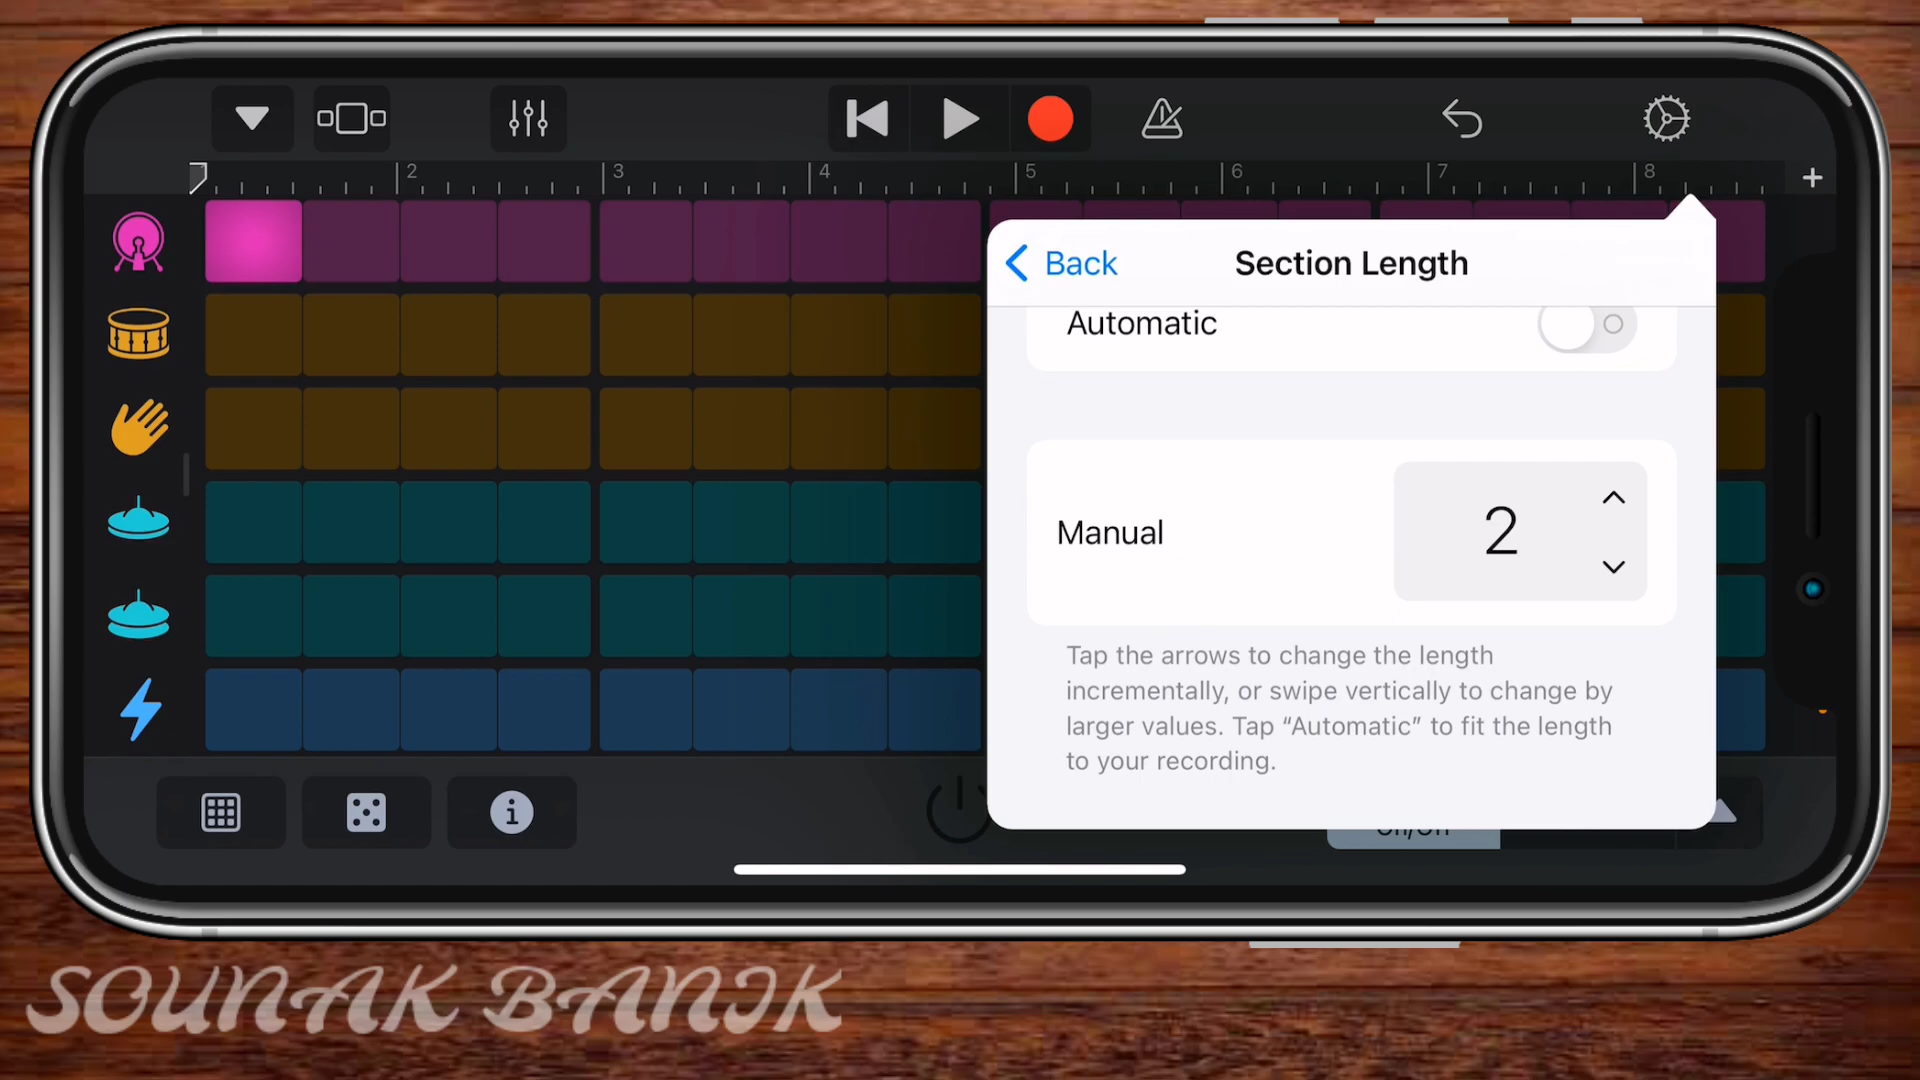 2
3
4
5
6
7
8
+
Back
Section Length
Automatic
Manual
2
Tap the arrows to change the length
incrementally, or swipe vertically to change by
larger values. Tap “Automatic” to fit the length
to your recording.
On/Off
SOUNAK BANIK